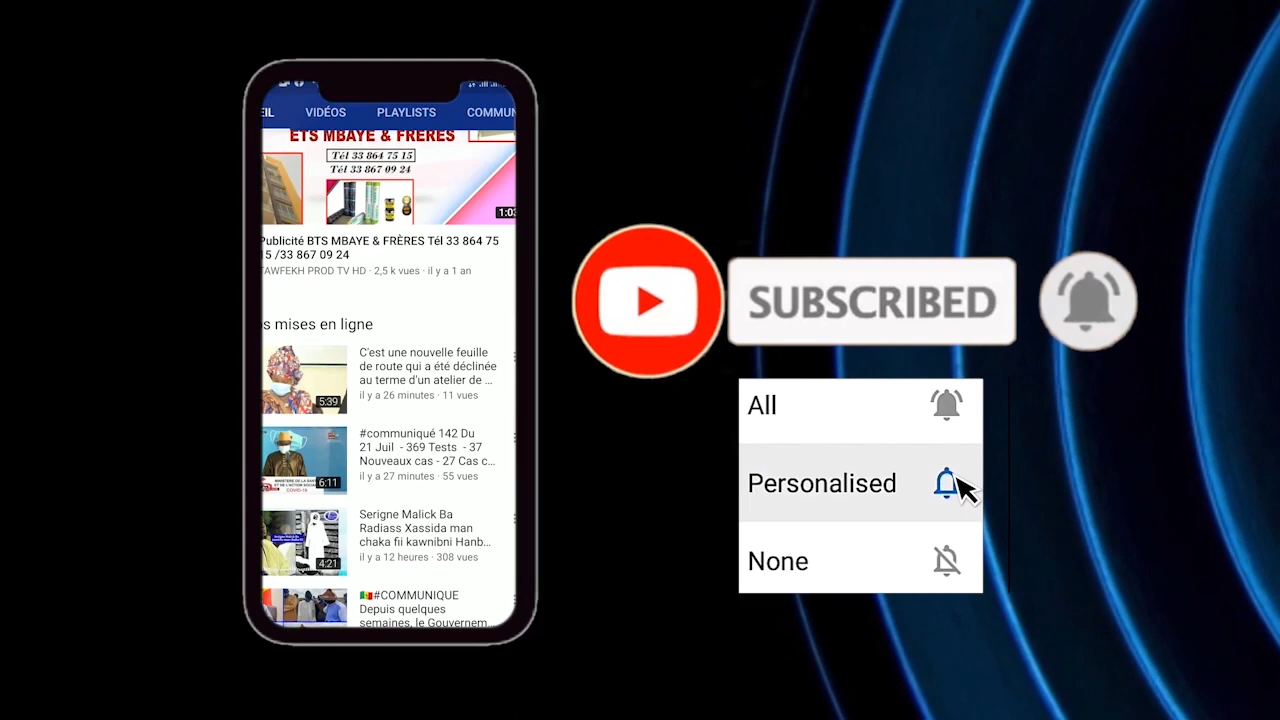 EIL VIDÉOS PLAYLISTS COMMUN
ETS MBAYE & FRÈRES
Tél 33 864 75 15
Tél 33 867 09 24
1:03
Publicité BTS MBAYE & FRÈRES Tél 33 864 75
15 /33 867 09 24
TAWFEKH PROD TV HD · 2,5 k vues · il y a 1 an
s mises en ligne
C'est une nouvelle feuille
de route qui a été déclinée
au terme d'un atelier de ...
il y a 26 minutes · 11 vues
5:39
#communiqué 142 Du
21 Juil - 369 Tests - 37
Nouveaux cas - 27 Cas c...
il y a 27 minutes · 55 vues
6:11
COVID-19
Serigne Malick Ba
Radiass Xassida man
chaka fii kawnibni Hanb...
il y a 12 heures · 308 vues
4:21
#COMMUNIQUE
Depuis quelques
semaines, le Gouvernem...
SUBSCRIBED
All
Personalised
None